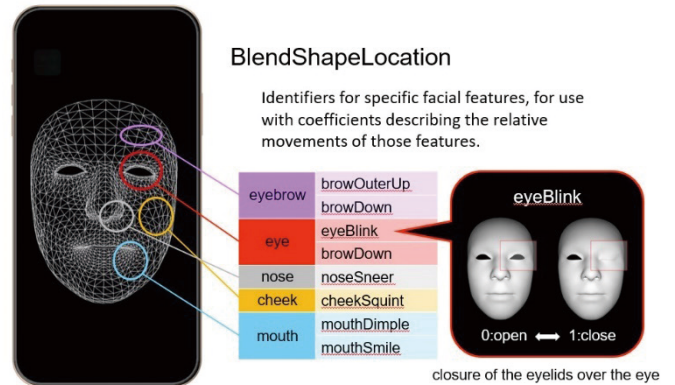 BlendShapeLocation
Identifiers for specific facial features, for use
with coefficients describing the relative
movements of those features.
eyebrow
browOuterUp
browDown
eye
eyeBlink
browDown
nose
noseSneer
cheek
cheekSquint
mouth
mouthDimple
mouthSmile
eyeBlink
0:open ⟷ 1:close
closure of the eyelids over the eye